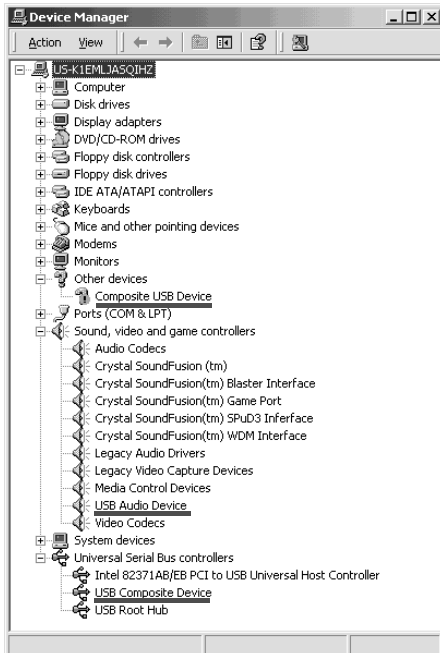 Device Manager
Action View
US-K1EMLJASQIHZ
Computer
Disk drives
Display adapters
DVD/CD-ROM drives
Floppy disk controllers
Floppy disk drives
IDE ATA/ATAPI controllers
Keyboards
Mice and other pointing devices
Modems
Monitors
Other devices
Composite USB Device
Ports (COM & LPT)
Sound, video and game controllers
Audio Codecs
Crystal SoundFusion (tm)
Crystal SoundFusion(tm) Blaster Interface
Crystal SoundFusion(tm) Game Port
Crystal SoundFusion(tm) SPuD3 Inferface
Crystal SoundFusion(tm) WDM Interface
Legacy Audio Drivers
Legacy Video Capture Devices
Media Control Devices
USB Audio Device
Video Codecs
System devices
Universal Serial Bus controllers
Intel 82371AB/EB PCI to USB Universal Host Controller
USB Composite Device
USB Root Hub